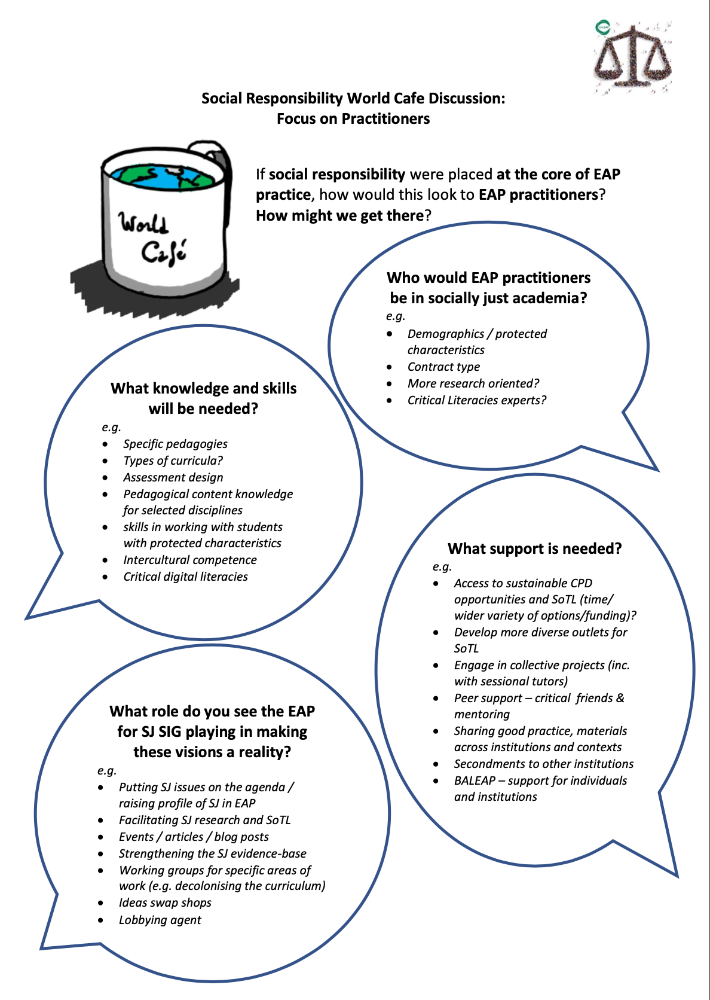 Social Responsibility World Cafe Discussion:
Focus on Practitioners
World
Café
If social responsibility were placed at the core of EAP
practice, how would this look to EAP practitioners?
How might we get there?
Who would EAP practitioners
be in socially just academia?
e.g.
• Demographics / protected
characteristics
• Contract type
• More research oriented?
• Critical Literacies experts?
What knowledge and skills
will be needed?
e.g.
• Specific pedagogies
• Types of curricula?
• Assessment design
• Pedagogical content knowledge
for selected disciplines
• skills in working with students
with protected characteristics
• Intercultural competence
• Critical digital literacies
What support is needed?
e.g.
• Access to sustainable CPD
opportunities and SoTL (time/
wider variety of options/funding)?
• Develop more diverse outlets for
SoTL
• Engage in collective projects (inc.
with sessional tutors)
• Peer support – critical  friends &
mentoring
• Sharing good practice, materials
across institutions and contexts
• Secondments to other institutions
• BALEAP – support for individuals
and institutions
What role do you see the EAP
for SJ SIG playing in making
these visions a reality?
e.g.
• Putting SJ issues on the agenda /
raising profile of SJ in EAP
• Facilitating SJ research and SoTL
• Events / articles / blog posts
• Strengthening the SJ evidence-base
• Working groups for specific areas of
work (e.g. decolonising the curriculum)
• Ideas swap shops
• Lobbying agent